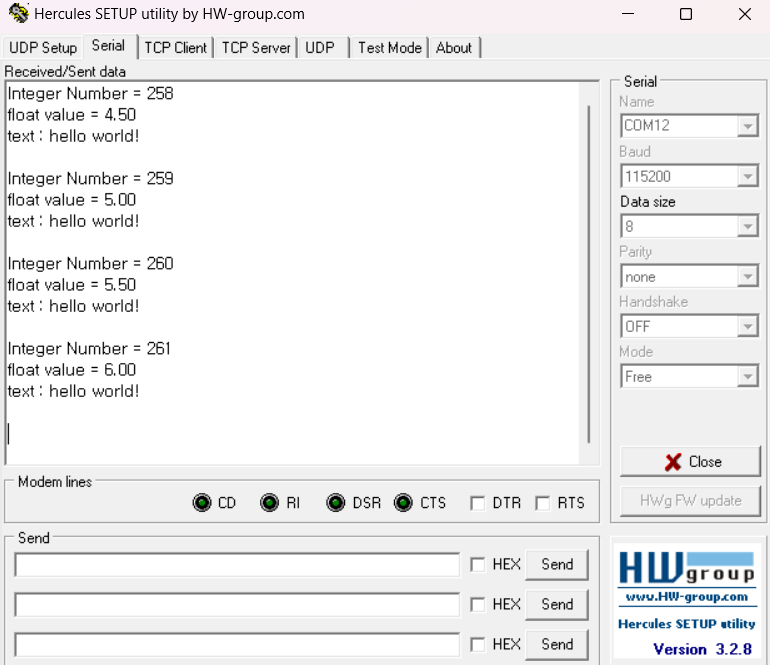 Hercules SETUP utility by HW-group.com
UDP Setup Serial TCP Client TCP Server UDP Test Mode About
Received/Sent data
Integer Number = 258
float value = 4.50
text : hello world!
Integer Number = 259
float value = 5.00
text : hello world!
Integer Number = 260
float value = 5.50
text : hello world!
Integer Number = 261
float value = 6.00
text : hello world!
Serial
Name
COM12
Baud
115200
Data size
8
Parity
none
Handshake
OFF
Mode
Free
Close
HWg FW update
Modem lines
CD RI DSR CTS DTR RTS
Send
HEX Send
HEX Send
HEX Send
HW group
www.HW-group.com
Hercules SETUP utility
Version 3.2.8